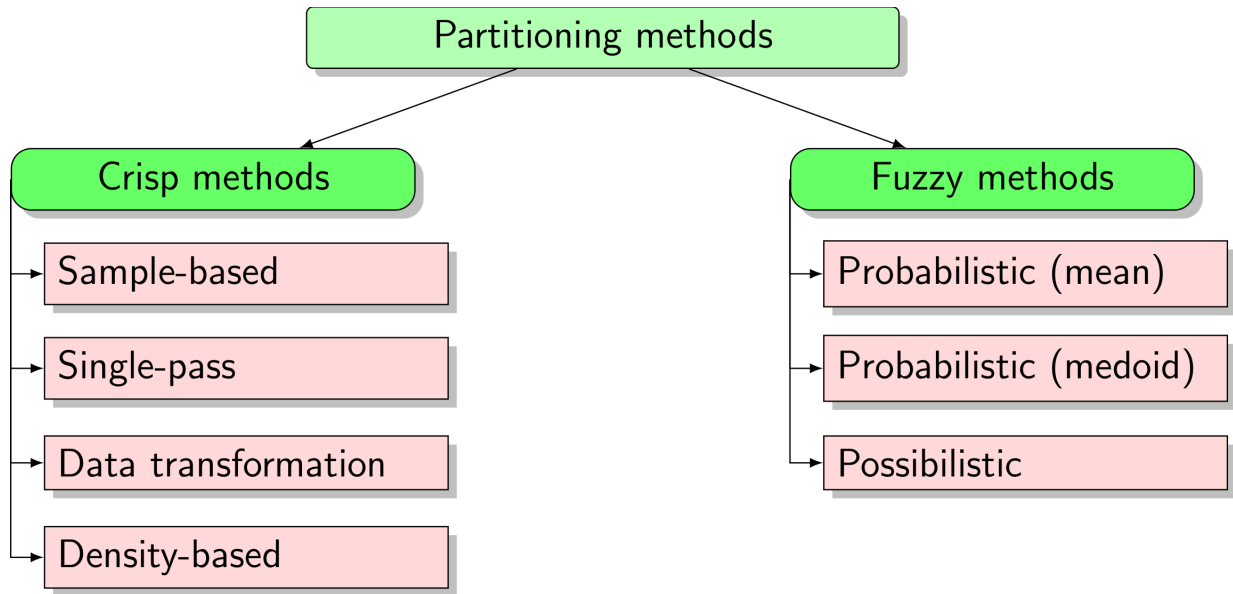 Partitioning methods
Crisp methods
Sample-based
Single-pass
Data transformation
Density-based
Fuzzy methods
Probabilistic (mean)
Probabilistic (medoid)
Possibilistic